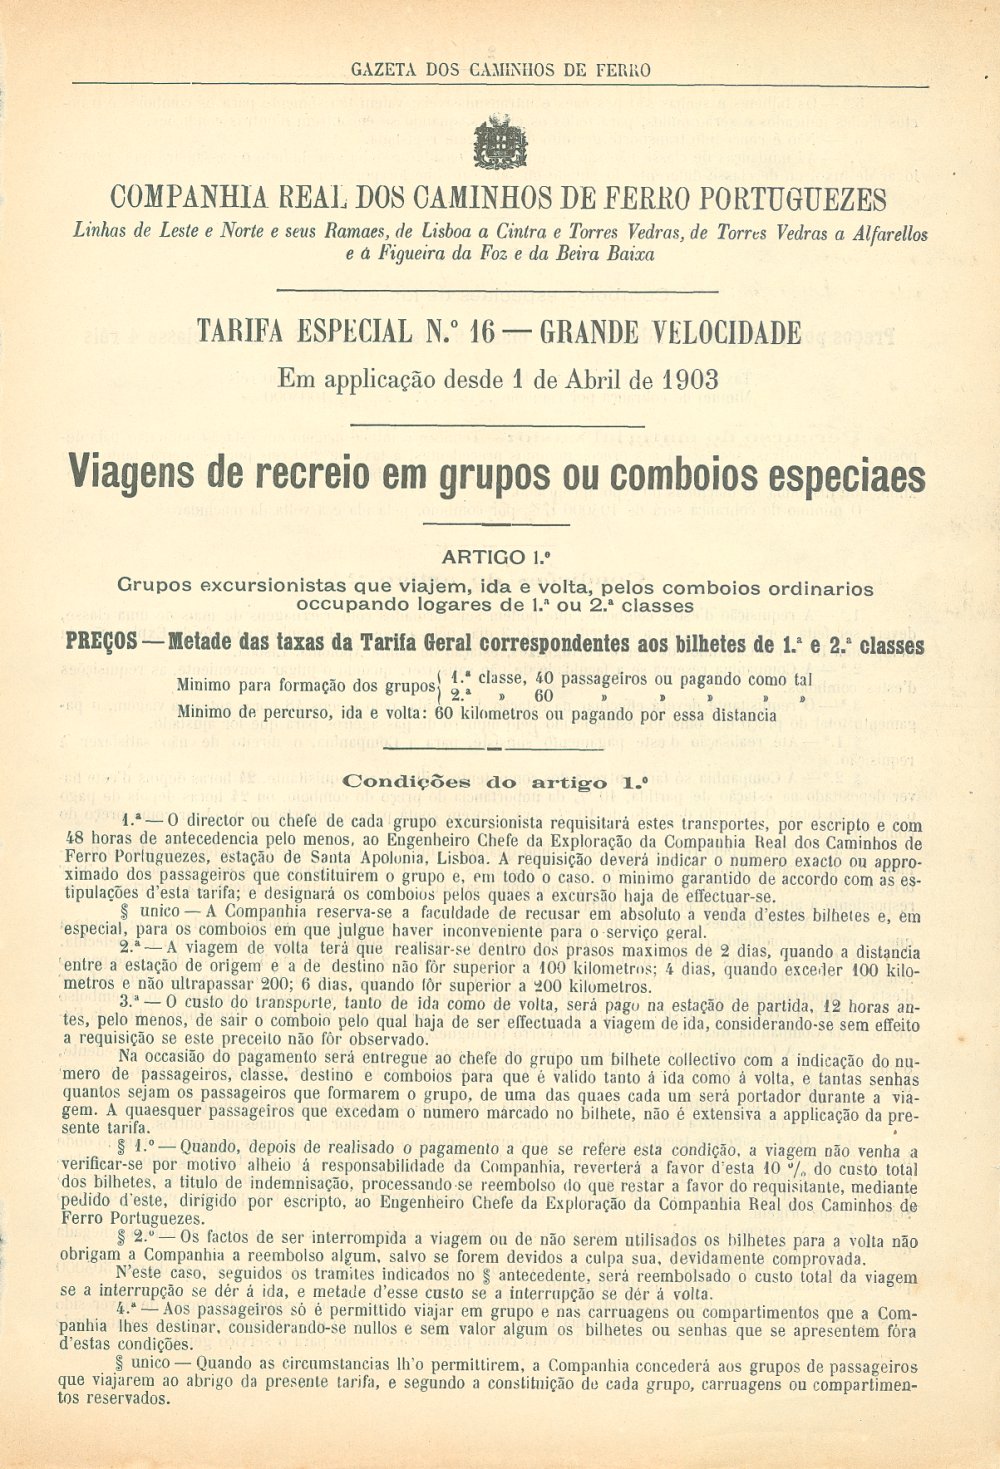 GAZETA DOS CAMINHOS DE FERRO
COMPANHIA REAL DOS CAMINHOS DE FERRO PORTUGUEZES
Linhas de Leste e Norte e seus Ramaes, de Lisboa a Cintra e Torres Vedras, de Torres Vedras a Alfarellos
e á Figueira da Foz e da Beira Baixa
TARIFA ESPECIAL N.º 16 — GRANDE VELOCIDADE
Em applicação desde 1 de Abril de 1903
Viagens de recreio em grupos ou comboios especiaes
ARTIGO 1.º
Grupos excursionistas que viajem, ida e volta, pelos comboios ordinarios
occupando logares de 1.ª ou 2.ª classes
PREÇOS — Metade das taxas da Tarifa Geral correspondentes aos bilhetes de 1.ª e 2.ª classes
Minimo para formação dos grupos { 1.ª classe, 40 passageiros ou pagando como tal
2.ª » 60 » » » »
Minimo de percurso, ida e volta: 60 kilometros ou pagando por essa distancia
Condições do artigo 1.º
1.ª — O director ou chefe de cada grupo excursionista requisitará estes transportes, por escripto e com
48 horas de antecedencia pelo menos, ao Engenheiro Chefe da Exploração da Companhia Real dos Caminhos de
Ferro Portuguezes, estação de Santa Apolonia, Lisboa. A requisição deverá indicar o numero exacto ou appro-
ximado dos passageiros que constituirem o grupo e, em todo o caso. o minimo garantido de accordo com as es-
tipulações d'esta tarifa; e designará os comboios pelos quaes a excursão haja de effectuar-se.
§ unico — A Companhia reserva-se a faculdade de recusar em absoluto a venda d'estes bilhetes e, em
especial, para os comboios em que julgue haver inconveniente para o serviço geral.
2.ª — A viagem de volta terá que realisar-se dentro dos prasos maximos de 2 dias, quando a distancia
entre a estação de origem e a de destino não fôr superior a 100 kilometros; 4 dias, quando exceder 100 kilo-
metros e não ultrapassar 200; 6 dias, quando fôr superior a 200 kilometros.
3.ª — O custo do transporte, tanto de ida como de volta, será pago na estação de partida, 12 horas an-
tes, pelo menos, de sair o comboio pelo qual haja de ser effectuada a viagem de ida, considerando-se sem effeito
a requisição se este preceito não fôr observado.
Na occasião do pagamento será entregue ao chefe do grupo um bilhete collectivo com a indicação do nu-
mero de passageiros, classe, destino e comboios para que é valido tanto á ida como á volta, e tantas senhas
quantos sejam os passageiros que formarem o grupo, de uma das quaes cada um será portador durante a via-
gem. A quaesquer passageiros que excedam o numero marcado no bilhete, não é extensiva a applicação da pre-
sente tarifa.
§ 1.º — Quando, depois de realisado o pagamento a que se refere esta condição, a viagem não venha a
verificar-se por motivo alheio á responsabilidade da Companhia, reverterá a favor d'esta 10 % do custo total
dos bilhetes, a titulo de indemnisação, processando-se reembolso do que restar a favor do requisitante, mediante
pedido d'este, dirigido por escripto, ao Engenheiro Chefe da Exploração da Companhia Real dos Caminhos de
Ferro Portuguezes.
§ 2.º — Os factos de ser interrompida a viagem ou de não serem utilisados os bilhetes para a volta não
obrigam a Companhia a reembolso algum, salvo se forem devidos a culpa sua, devidamente comprovada.
N'este caso, seguidos os tramites indicados no § antecedente, será reembolsado o custo total da viagem
se a interrupção se dér á ida, e metade d'esse custo se a interrupção se dér á volta.
4.ª — Aos passageiros só é permittido viajar em grupo e nas carruagens ou compartimentos que a Com-
panhia lhes destinar, considerando-se nullos e sem valor algum os bilhetes ou senhas que se apresentem fóra
d'estas condições.
§ unico — Quando as circumstancias lh'o permittirem, a Companhia concederá aos grupos de passageiros
que viajarem ao abrigo da presente tarifa, e segundo a constituição de cada grupo, carruagens ou compartimen-
tos reservados.